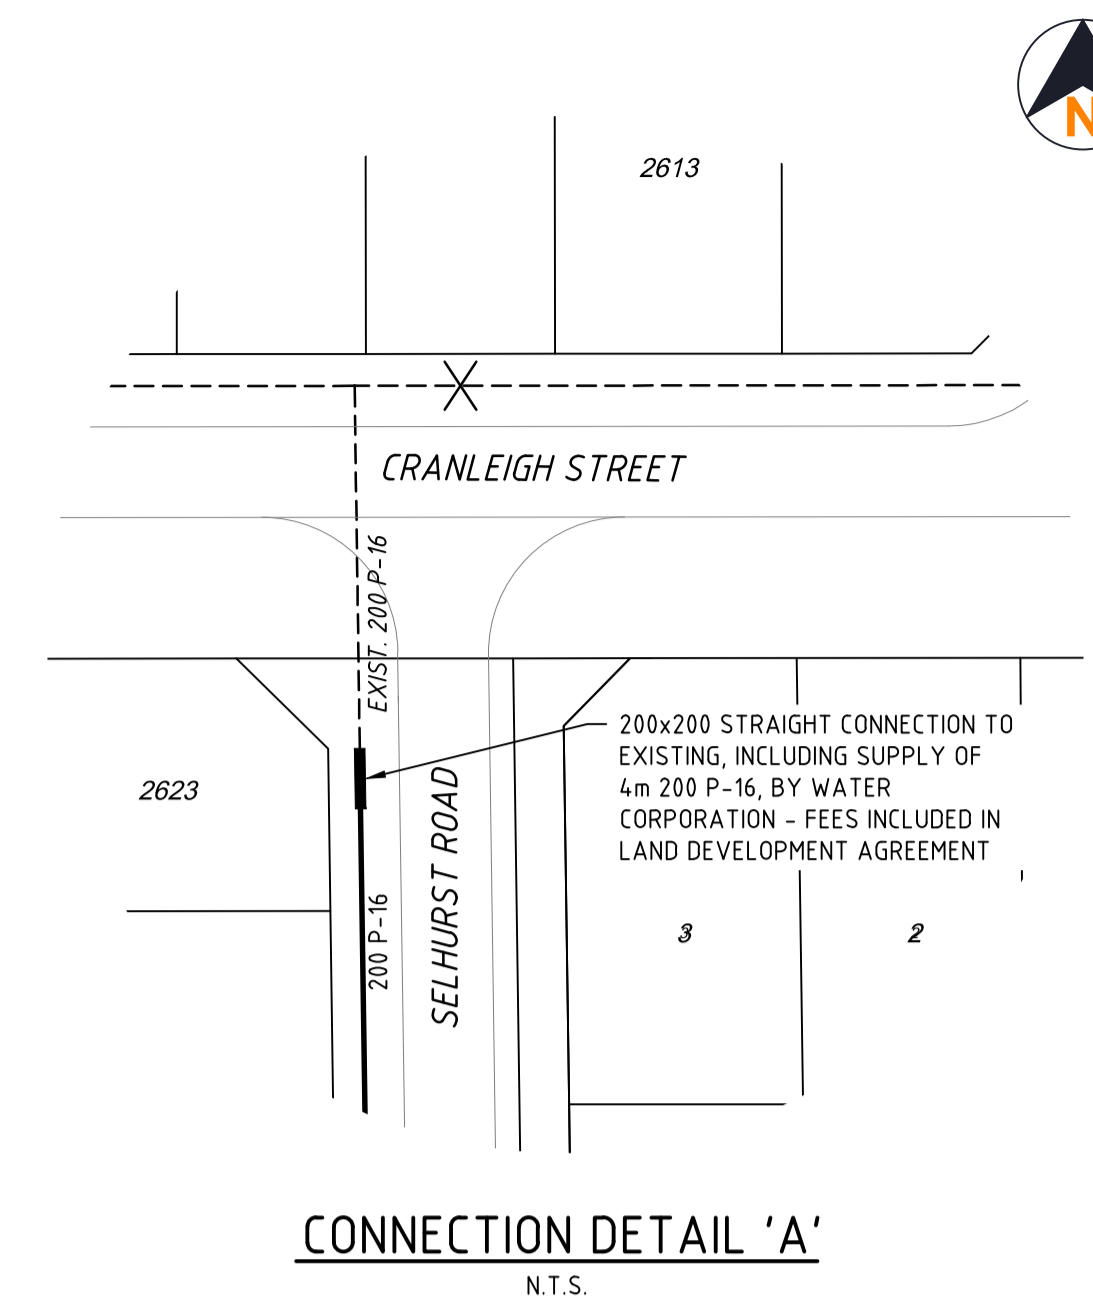 N
2613
CRANLEIGH STREET
EXIST. 200 P-16
200x200 STRAIGHT CONNECTION TO
EXISTING, INCLUDING SUPPLY OF
4m 200 P-16, BY WATER
CORPORATION - FEES INCLUDED IN
LAND DEVELOPMENT AGREEMENT
2623
SELHURST ROAD
200 P-16
3
2
CONNECTION DETAIL 'A'
N.T.S.